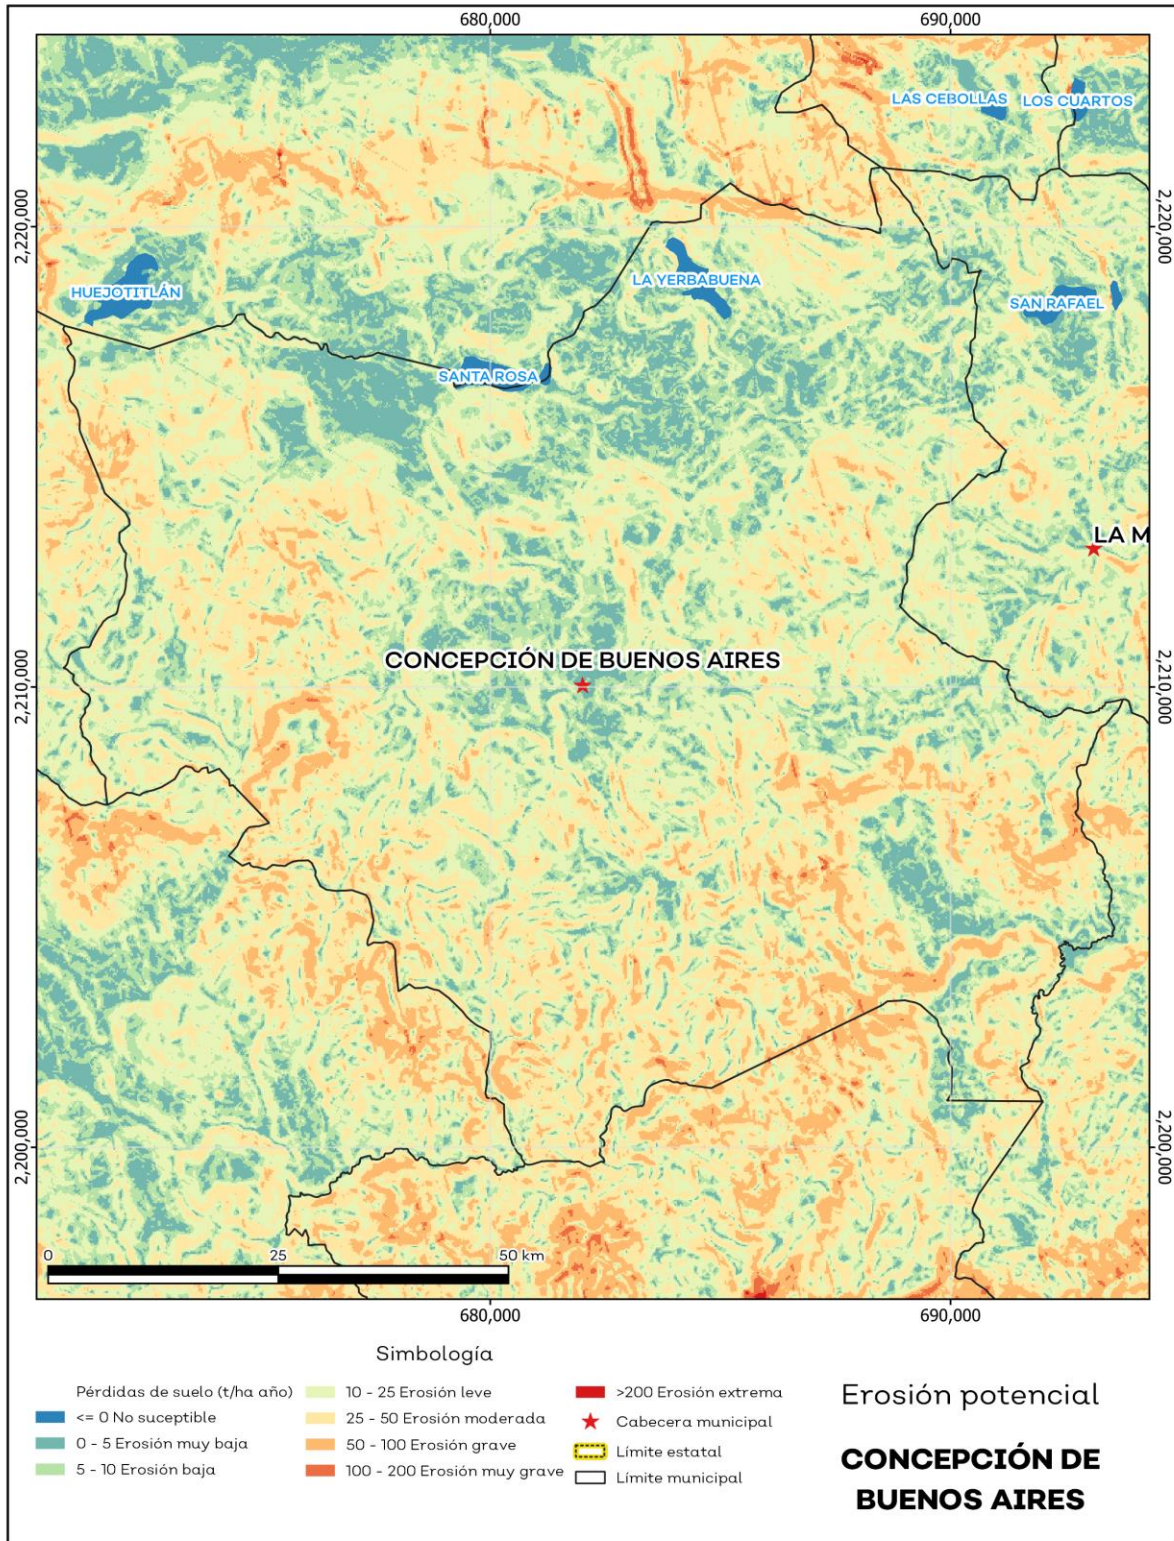 680,000
690,000
LAS CEBOLLAS
LOS CUARTOS
2,220,000
2,220,000
LA YERBABUENA
HUEJOTITLÁN
SAN RAFAEL
SANTA ROSA
LA M
CONCEPCIÓN DE BUENOS AIRES
2,210,000
2,210,000
2,200,000
2,200,000
0
25
50 km
680,000
690,000
Simbología
Pérdidas de suelo (t/ha año)
<= 0 No suceptible
0 - 5 Erosión muy baja
5 - 10 Erosión baja
10 - 25 Erosión leve
25 - 50 Erosión moderada
50 - 100 Erosión grave
100 - 200 Erosión muy grave
>200 Erosión extrema
Cabecera municipal
Límite estatal
Límite municipal
Erosión potencial
CONCEPCIÓN DE
BUENOS AIRES